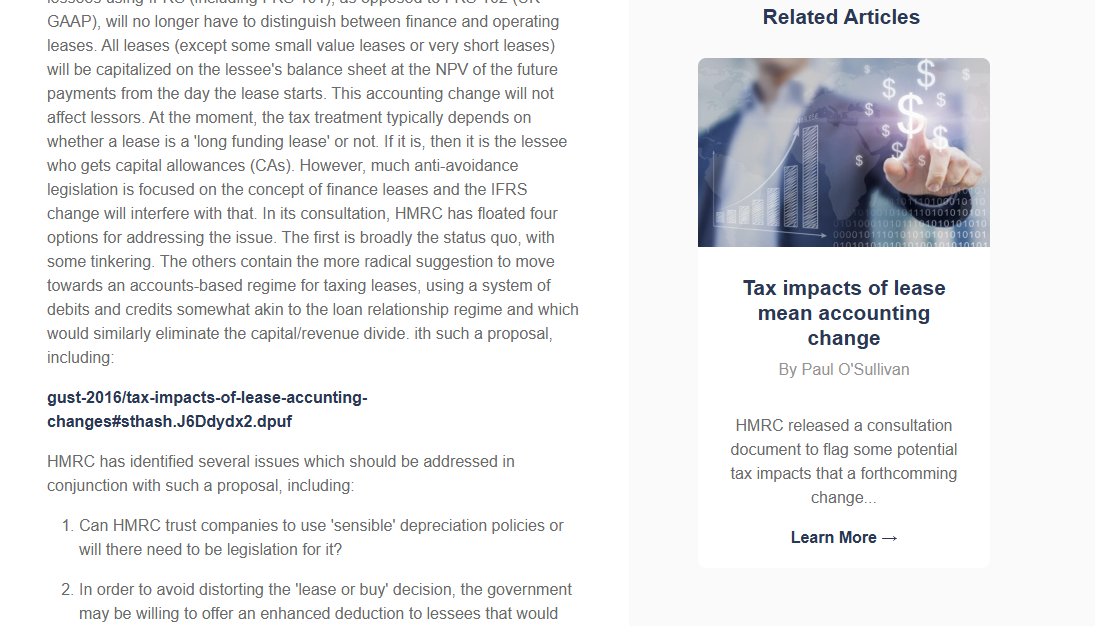 GAAP), will no longer have to distinguish between finance and operating
leases. All leases (except some small value leases or very short leases)
will be capitalized on the lessee's balance sheet at the NPV of the future
payments from the day the lease starts. This accounting change will not
affect lessors. At the moment, the tax treatment typically depends on
whether a lease is a 'long funding lease' or not. If it is, then it is the lessee
who gets capital allowances (CAs). However, much anti-avoidance
legislation is focused on the concept of finance leases and the IFRS
change will interfere with that. In its consultation, HMRC has floated four
options for addressing the issue. The first is broadly the status quo, with
some tinkering. The others contain the more radical suggestion to move
towards an accounts-based regime for taxing leases, using a system of
debits and credits somewhat akin to the loan relationship regime and which
would similarly eliminate the capital/revenue divide. ith such a proposal,
including:
gust-2016/tax-impacts-of-lease-accunting-
changes#sthash.J6Ddydx2.dpuf
HMRC has identified several issues which should be addressed in
conjunction with such a proposal, including:
1. Can HMRC trust companies to use 'sensible' depreciation policies or
will there need to be legislation for it?
2. In order to avoid distorting the 'lease or buy' decision, the government
may be willing to offer an enhanced deduction to lessees that would
Related Articles
Tax impacts of lease
mean accounting
change
By Paul O'Sullivan
HMRC released a consultation
document to flag some potential
tax impacts that a forthcomming
change...
Learn More →